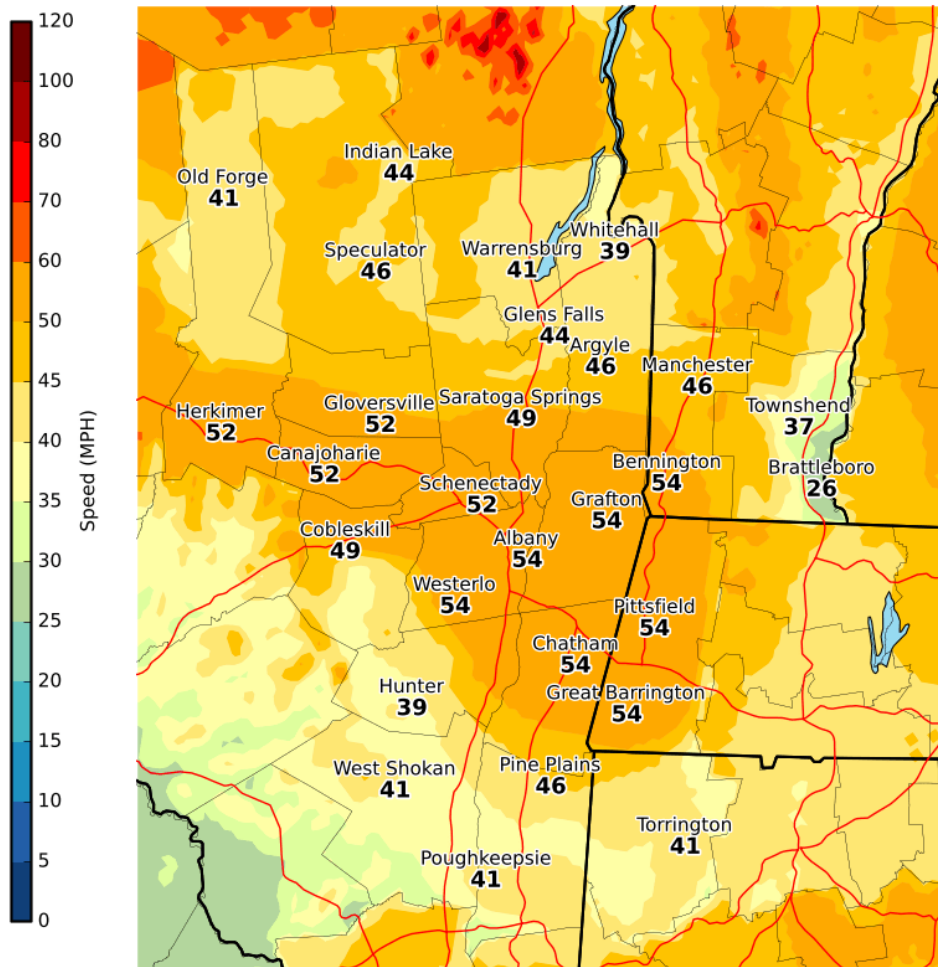 120
100
80
70
60
50
45
40
35
30
25
20
15
10
5
0
Speed (MPH)
Indian Lake
44
Old Forge
41
Whitehall
39
Speculator
46
Warrensburg
41
Glens Falls
44
Argyle
46
Manchester
46
Saratoga Springs
49
Gloversville
52
Herkimer
52
Townshend
37
Canajoharie
52
Bennington
54
Brattleboro
26
Schenectady
52
Grafton
54
Cobleskill
49
Albany
54
Westerlo
54
Pittsfield
54
Chatham
54
Hunter
39
Great Barrington
54
West Shokan
41
Pine Plains
46
Torrington
41
Poughkeepsie
41